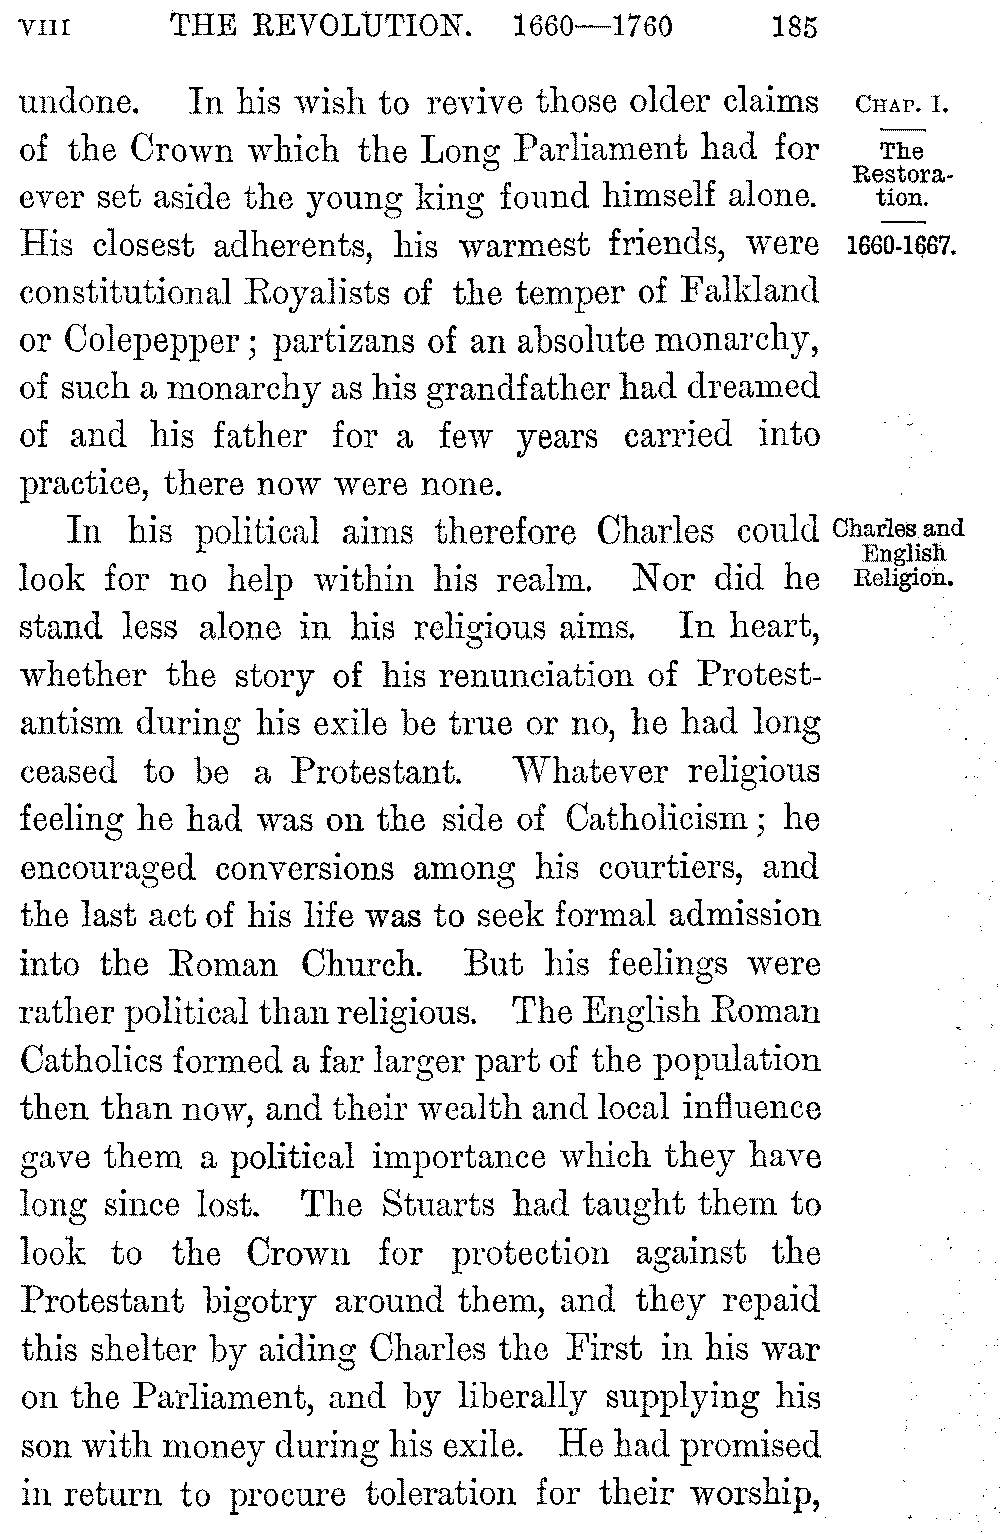 VIII THE REVOLUTION. 1660—1760 185
undone. In his wish to revive those older claims
of the Crown which the Long Parliament had for
ever set aside the young king found himself alone.
His closest adherents, his warmest friends, were
constitutional Royalists of the temper of Falkland
or Colepepper; partizans of an absolute monarchy,
of such a monarchy as his grandfather had dreamed
of and his father for a few years carried into
practice, there now were none.
CHAP. I.
The
Restora-
tion.
1660-1667.
In his political aims therefore Charles could
look for no help within his realm. Nor did he
stand less alone in his religious aims. In heart,
whether the story of his renunciation of Protest-
antism during his exile be true or no, he had long
ceased to be a Protestant. Whatever religious
feeling he had was on the side of Catholicism; he
encouraged conversions among his courtiers, and
the last act of his life was to seek formal admission
into the Roman Church. But his feelings were
rather political than religious. The English Roman
Catholics formed a far larger part of the population
then than now, and their wealth and local influence
gave them a political importance which they have
long since lost. The Stuarts had taught them to
look to the Crown for protection against the
Protestant bigotry around them, and they repaid
this shelter by aiding Charles the First in his war
on the Parliament, and by liberally supplying his
son with money during his exile. He had promised
in return to procure toleration for their worship,
Charles and
English
Religion.